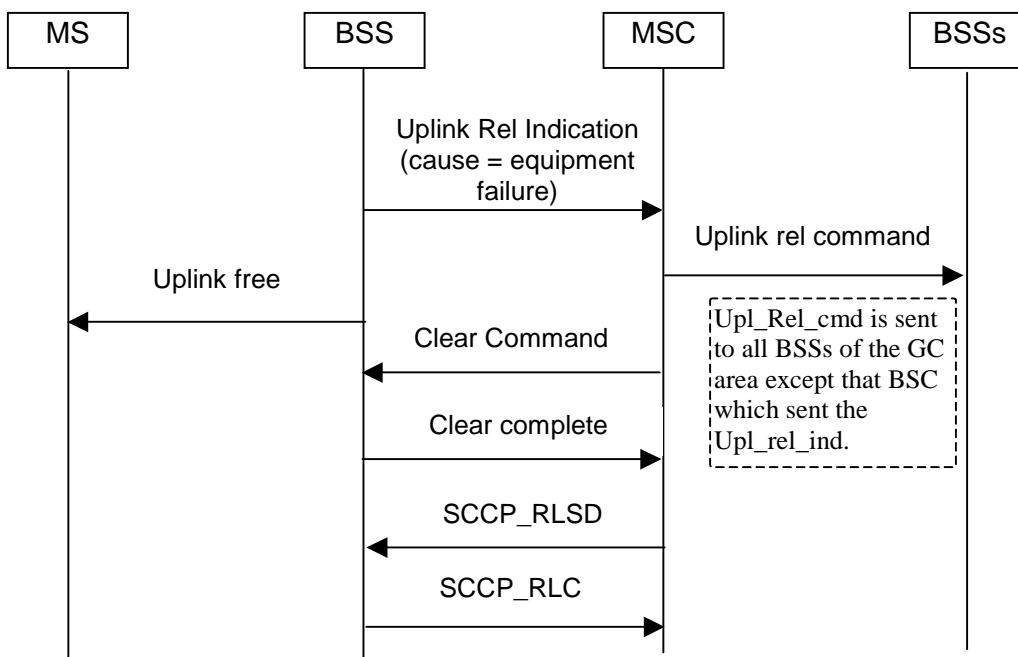 MS
BSS
MSC
BSSs
Uplink Rel Indication
(cause = equipment
failure)
Uplink rel command
Uplink free
Upl_Rel_cmd is sent
to all BSSs of the GC
area except that BSC
which sent the
Upl_rel_ind.
Clear Command
Clear complete
SCCP_RLSD
SCCP_RLC